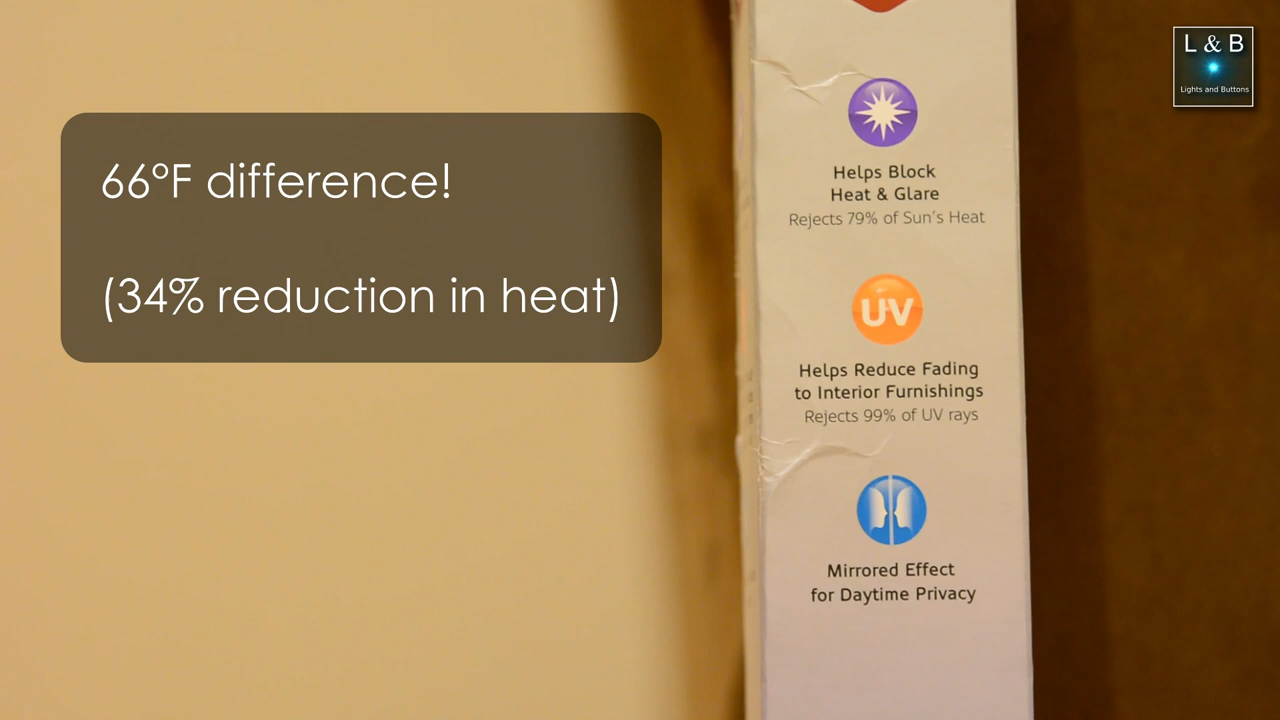 66°F difference!
(34% reduction in heat)
L & B
Lights and Buttons
Helps Block
Heat & Glare
Rejects 79% of Sun's Heat
UV
Helps Reduce Fading
to Interior Furnishings
Rejects 99% of UV rays
Mirrored Effect
for Daytime Privacy